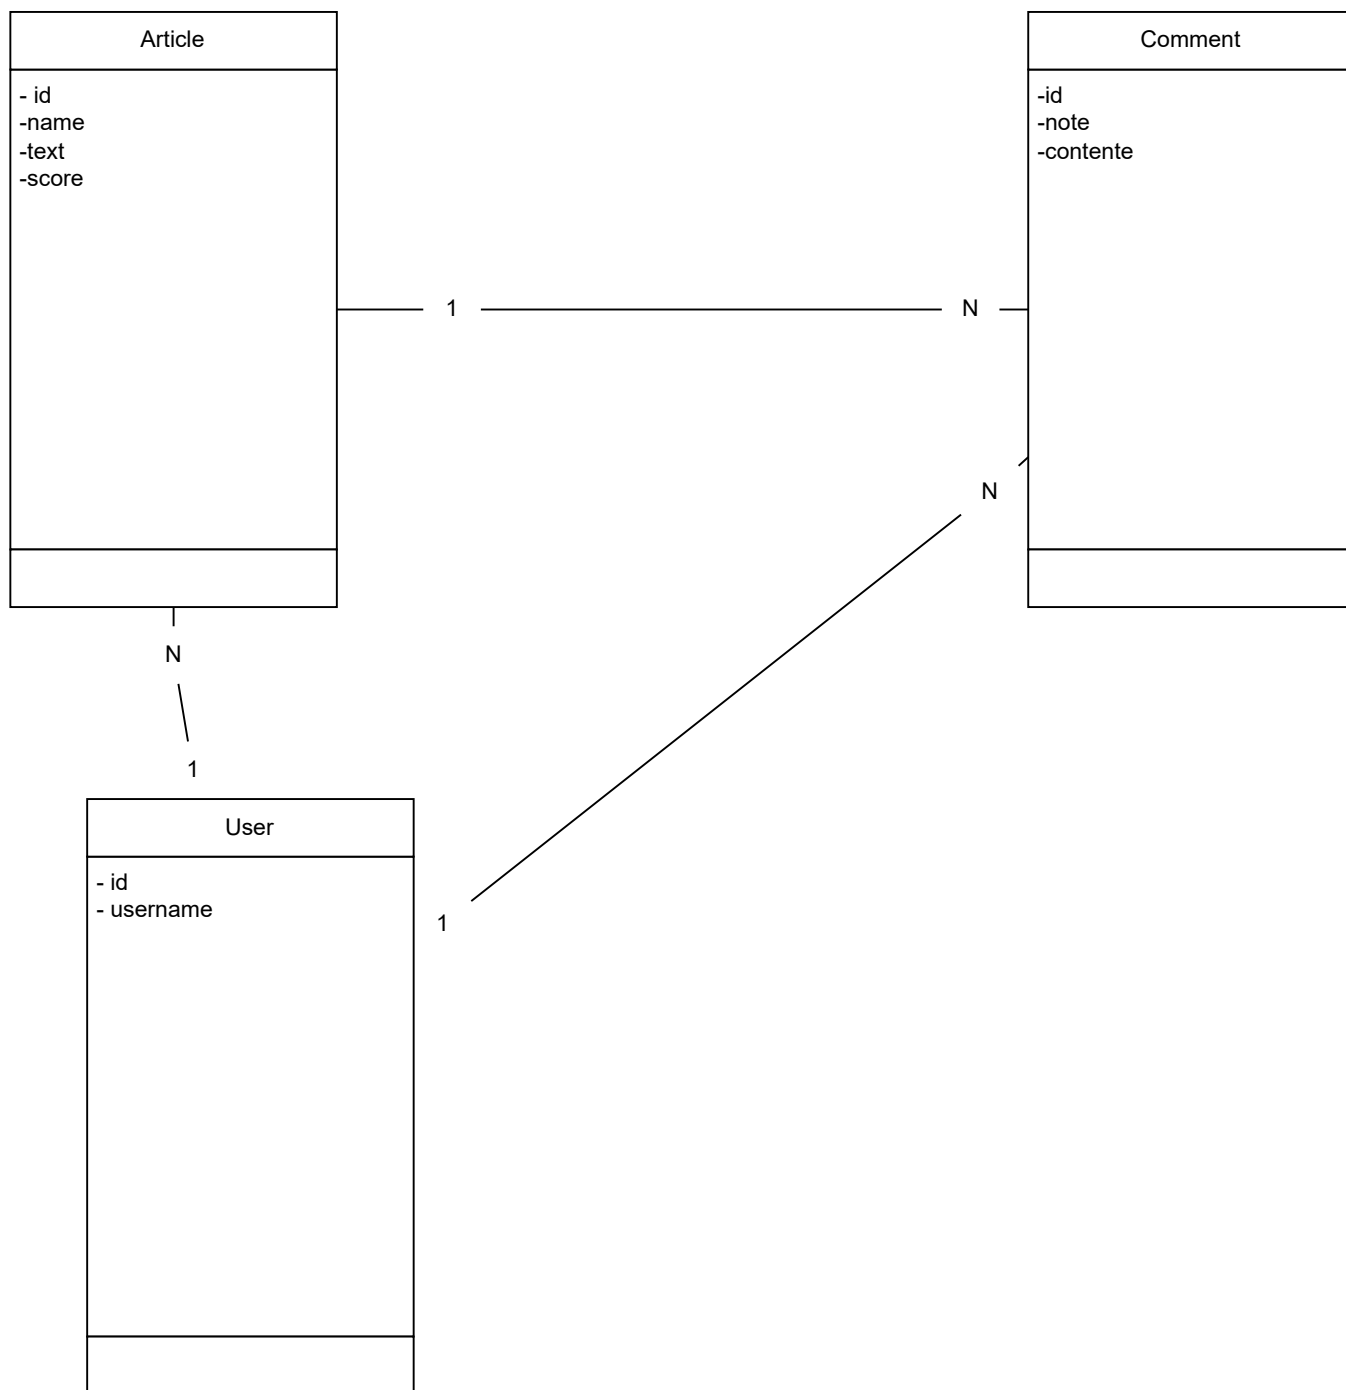 Article
- id
-name
-text
-score
Comment
-id
-note
-contente
1
N
N
N
1
1
User
- id
- username